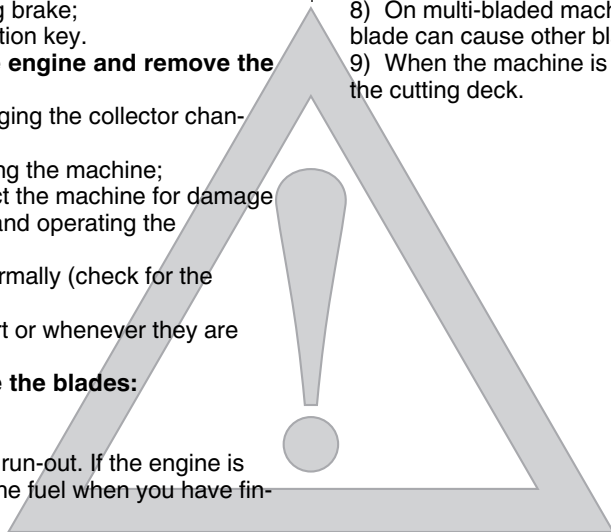 g brake;
tion key.
e engine and remove the
ging the collector chan-
ng the machine;
ct the machine for damage
and operating the
rmally (check for the
rt or whenever they are
e the blades:
run-out. If the engine is
he fuel when you have fin-
8) On multi-bladed mach
blade can cause other bl
9) When the machine is
the cutting deck.